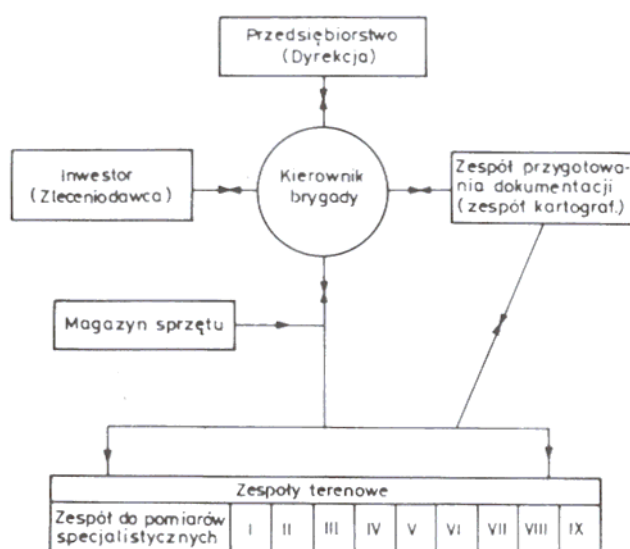 Przedsiębiorstwo
(Dyrekcja)
Inwestor
(Zleceniodawca)
Kierownik
brygady
Zespół przygotowa-
nia dokumentacji
(zespół kartograf.)
Magazyn sprzętu
Zespoły terenowe
Zespół do pomiarów
specjalistycznych
I II III IV V VI VII VIII IX